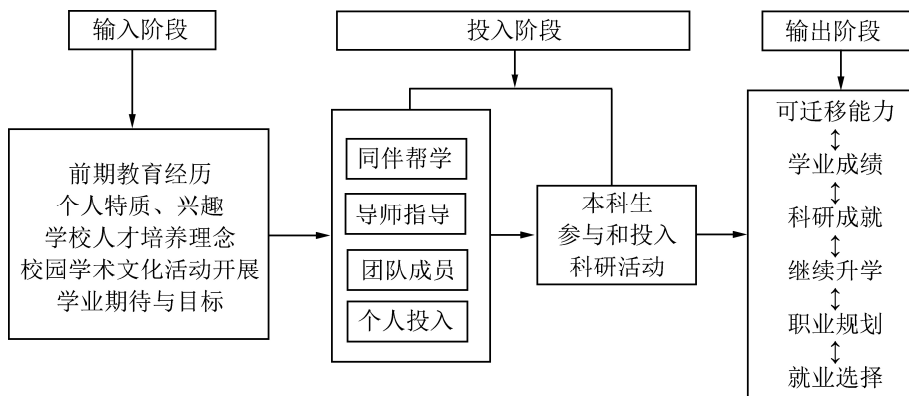 输入阶段
投入阶段
输出阶段
前期教育经历
个人特质、兴趣
学校人才培养理念
校园学术文化活动开展
学业期待与目标
同伴帮学
导师指导
团队成员
个人投入
本科生
参与和投入
科研活动
可迁移能力
学业成绩
科研成就
继续升学
职业规划
就业选择